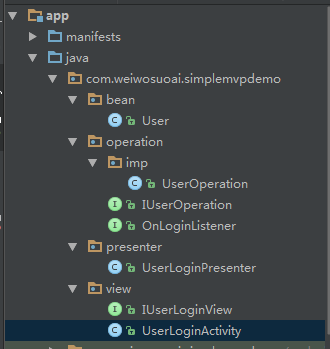 app
manifests
java
com.weiwosuoai.simplemvpdemo
bean
User
operation
imp
UserOperation
IUserOperation
OnLoginListener
presenter
UserLoginPresenter
view
IUserLoginView
UserLoginActivity